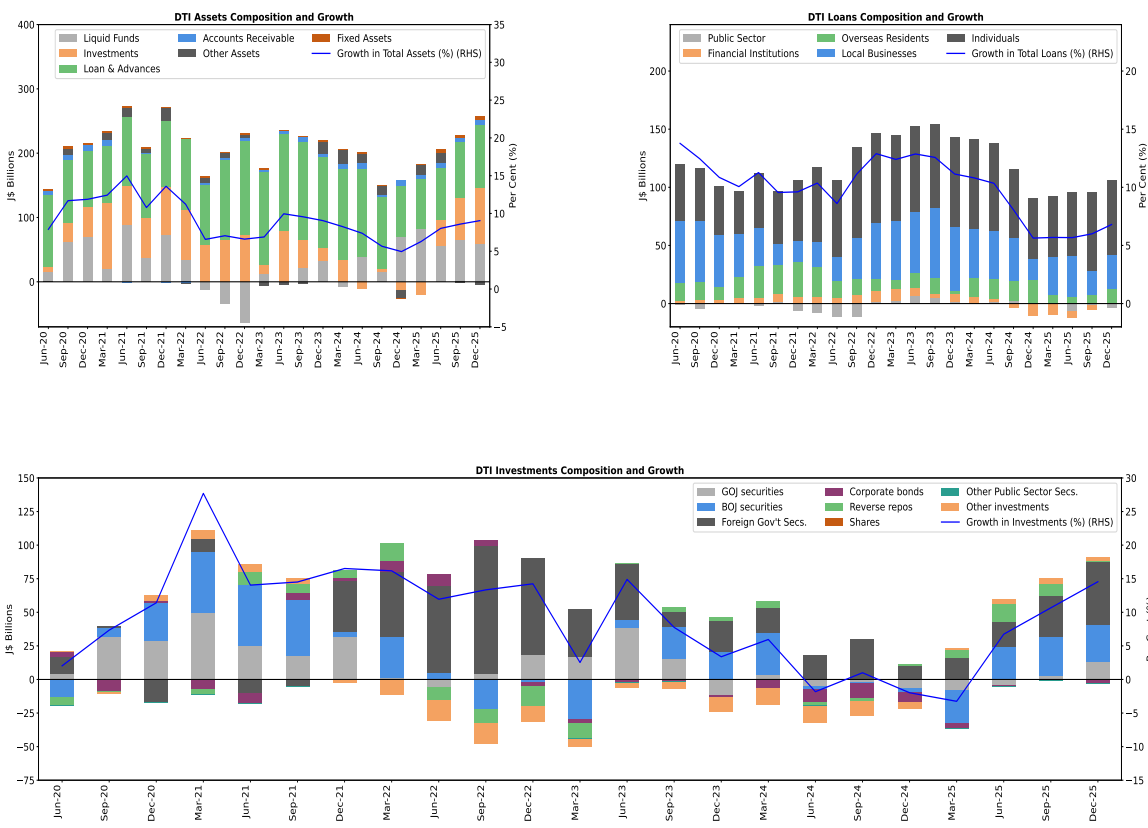 DTI Assets Composition and Growth
Liquid Funds
Investments
Loan & Advances
Accounts Receivable
Other Assets
Fixed Assets
Growth in Total Assets (%) (RHS)
J$ Billions
400
300
200
100
0
35
30
25
20
15
10
5
0
−5
Per Cent (%)
Jun-20
Sep-20
Dec-20
Mar-21
Jun-21
Sep-21
Dec-21
Mar-22
Jun-22
Sep-22
Dec-22
Mar-23
Jun-23
Sep-23
Dec-23
Mar-24
Jun-24
Sep-24
Dec-24
Mar-25
Jun-25
Sep-25
Dec-25
DTI Loans Composition and Growth
Public Sector
Financial Institutions
Overseas Residents
Local Businesses
Individuals
Growth in Total Loans (%) (RHS)
J$ Billions
200
150
100
50
0
20
15
10
5
0
Per Cent (%)
Jun-20
Sep-20
Dec-20
Mar-21
Jun-21
Sep-21
Dec-21
Mar-22
Jun-22
Sep-22
Dec-22
Mar-23
Jun-23
Sep-23
Dec-23
Mar-24
Jun-24
Sep-24
Dec-24
Mar-25
Jun-25
Sep-25
Dec-25
DTI Investments Composition and Growth
GOJ securities
BOJ securities
Foreign Gov't Secs.
Corporate bonds
Reverse repos
Shares
Other Public Sector Secs.
Other investments
Growth in Investments (%) (RHS)
J$ Billions
150
125
100
75
50
25
0
−25
−50
−75
30
25
20
15
10
5
0
−5
−10
−15
Jun-20
Sep-20
Dec-20
Mar-21
Jun-21
Sep-21
Dec-21
Mar-22
Jun-22
Sep-22
Dec-22
Mar-23
Jun-23
Sep-23
Dec-23
Mar-24
Jun-24
Sep-24
Dec-24
Mar-25
Jun-25
Sep-25
Dec-25